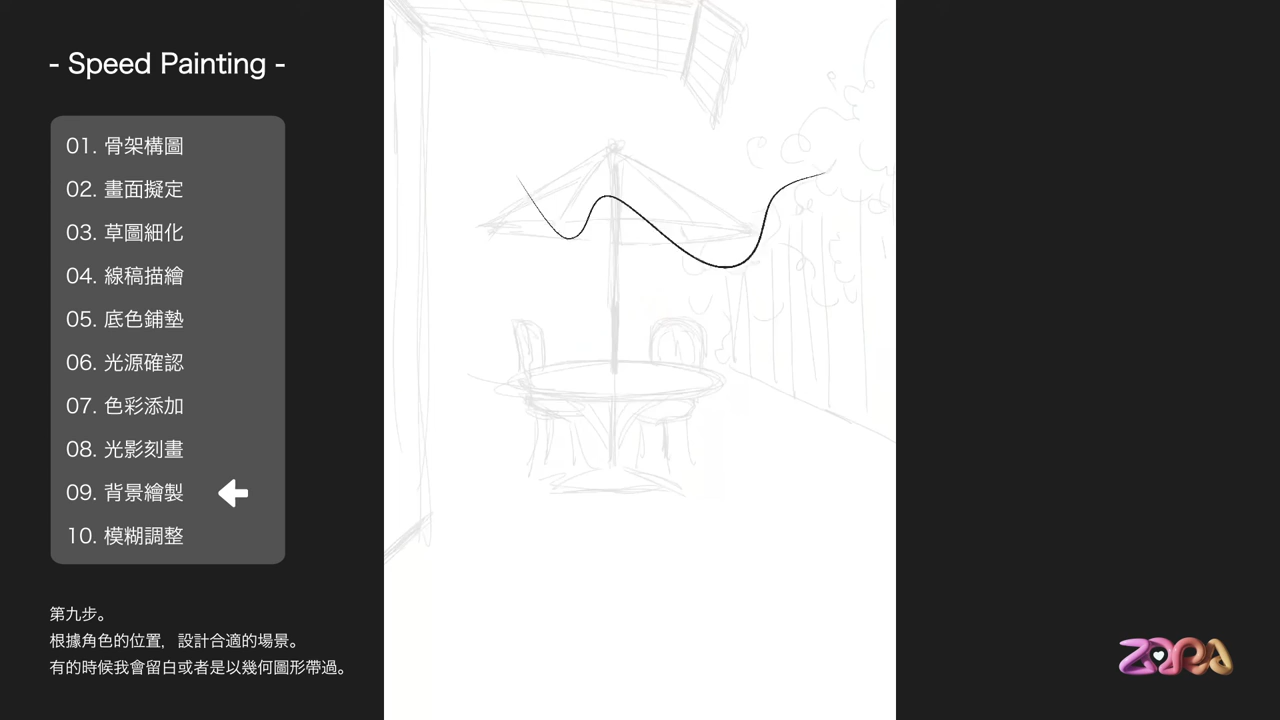 - Speed Painting -
01. 骨架構圖
02. 畫面擬定
03. 草圖細化
04. 線稿描繪
05. 底色鋪墊
06. 光源確認
07. 色彩添加
08. 光影刻畫
09. 背景繪製
10. 模糊調整
第九步。
根據角色的位置，設計合適的場景。
有的時候我會留白或者是以幾何圖形帶過。
ZORA